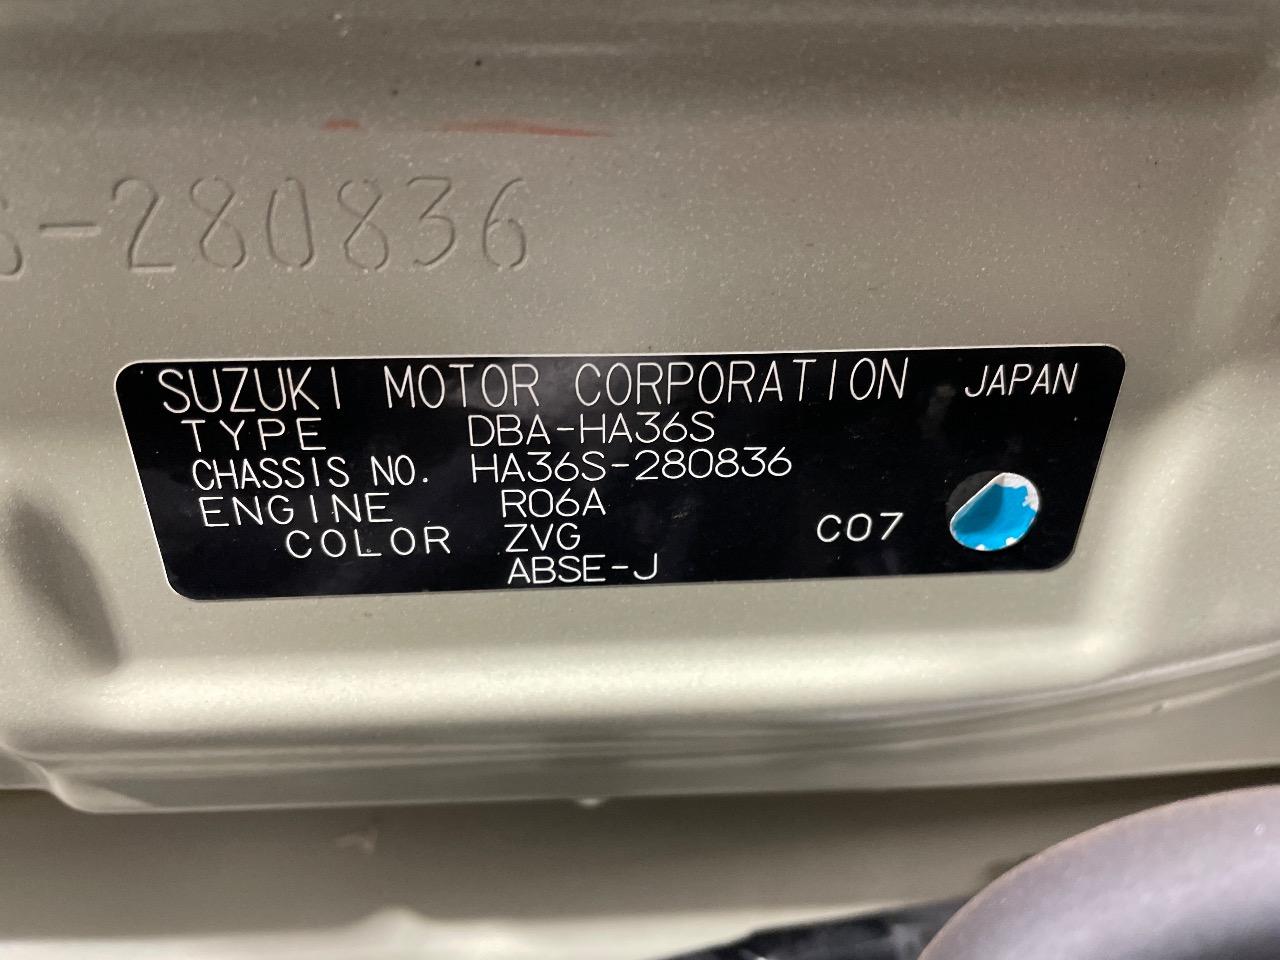 -280836
SUZUKI MOTOR CORPORATION JAPAN
TYPE DBA-HA36S
CHASSIS NO. HA36S-280836
ENGINE R06A
COLOR ZVG C07
ABSE-J